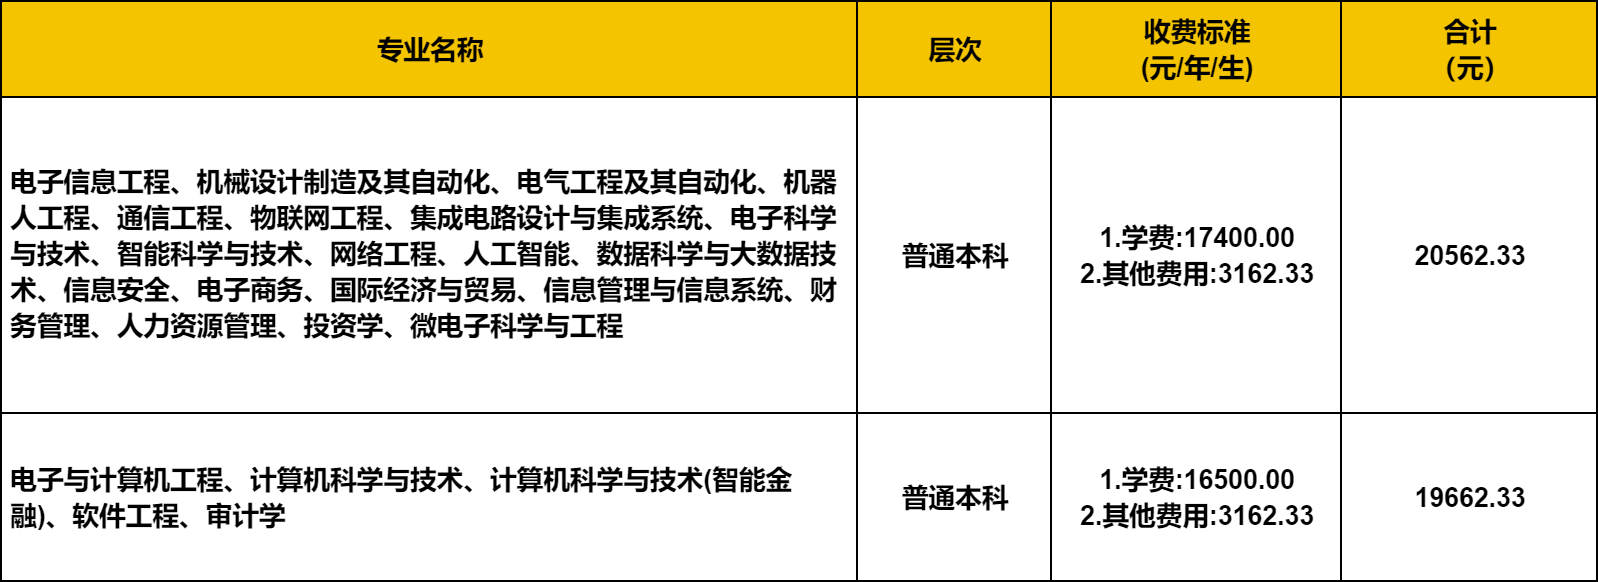 专业名称
层次
收费标准
(元/年/生)
合计
（元）
电子信息工程、机械设计制造及其自动化、电气工程及其自动化、机器
人工程、通信工程、物联网工程、集成电路设计与集成系统、电子科学
与技术、智能科学与技术、网络工程、人工智能、数据科学与大数据技
术、信息安全、电子商务、国际经济与贸易、信息管理与信息系统、财
务管理、人力资源管理、投资学、微电子科学与工程
普通本科
1.学费:17400.00
2.其他费用:3162.33
20562.33
电子与计算机工程、计算机科学与技术、计算机科学与技术(智能金
融)、软件工程、审计学
普通本科
1.学费:16500.00
2.其他费用:3162.33
19662.33